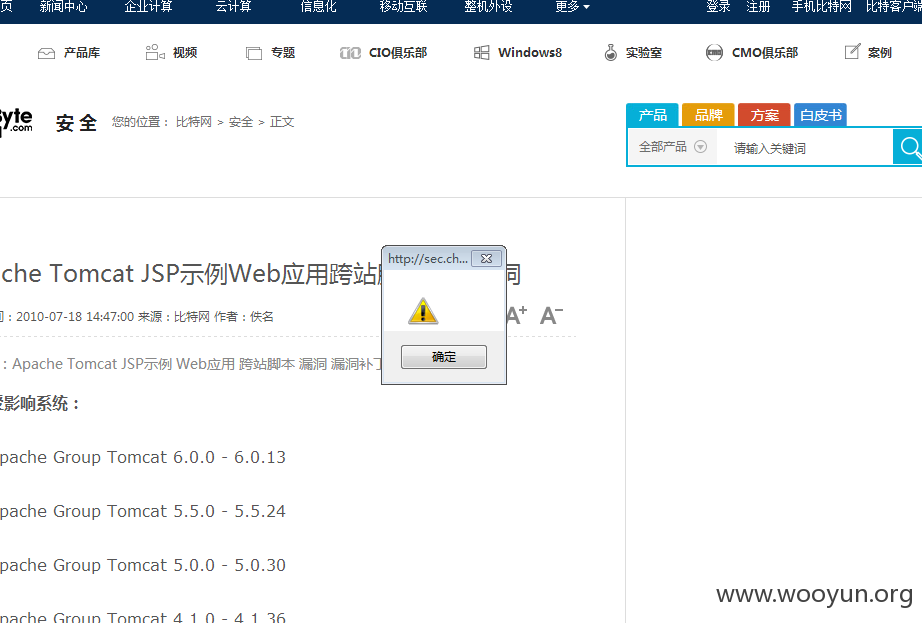 页 新闻中心 企业计算 云计算 信息化 移动互联 整机外设 更多 登录 注册 手机比特网 比特客户端
产品库 视频 专题 CIO俱乐部 Windows8 实验室 CMO俱乐部 案例
Byte
.com
安全 您的位置： 比特网 > 安全 > 正文
产品 品牌 方案 白皮书
全部产品 请输入关键词
http://sec.ch...
che Tomcat JSP示例Web应用跨站 洞
：2010-07-18 14:47:00 来源：比特网 作者：佚名 A+ A-
：Apache Tomcat JSP示例 Web应用 跨站脚本 漏洞 漏洞补丁
确定
影响系统：
pache Group Tomcat 6.0.0 - 6.0.13
pache Group Tomcat 5.5.0 - 5.5.24
pache Group Tomcat 5.0.0 - 5.0.30
pache Group Tomcat 4.1.0 - 4.1.36
www.wooyun.org